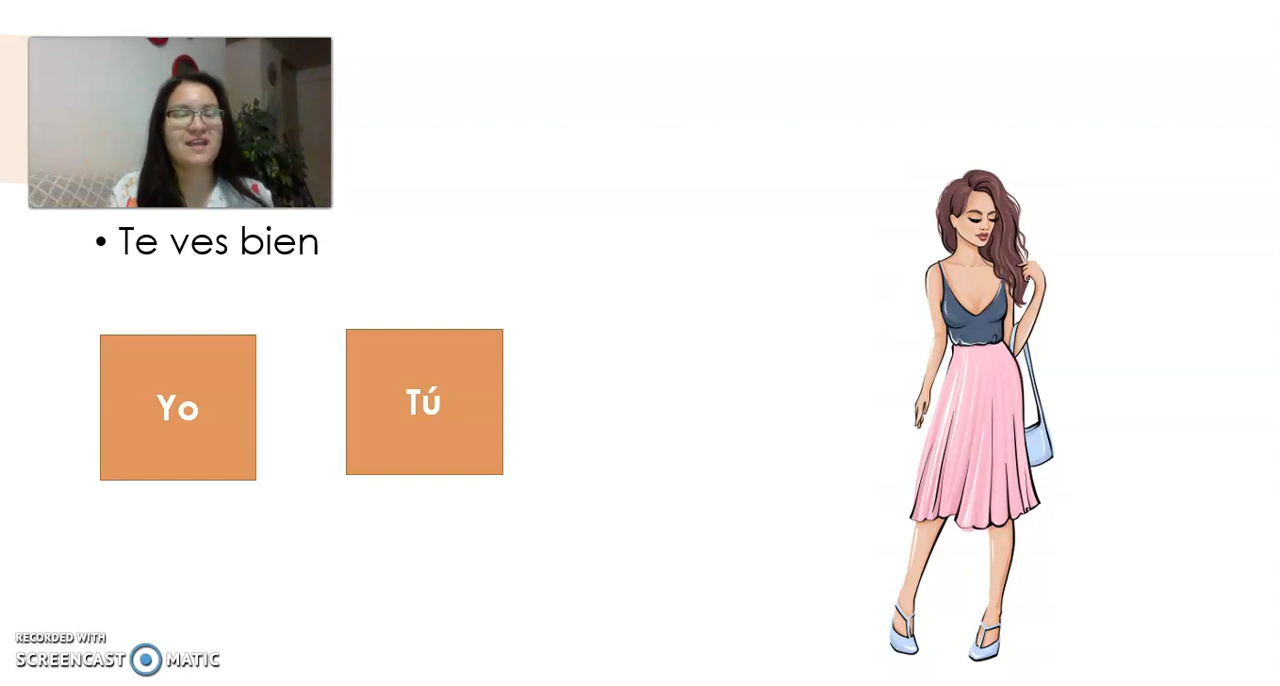 • Te ves bien
Yo
Tú
RECORDED WITH
SCREENCAST MATIC